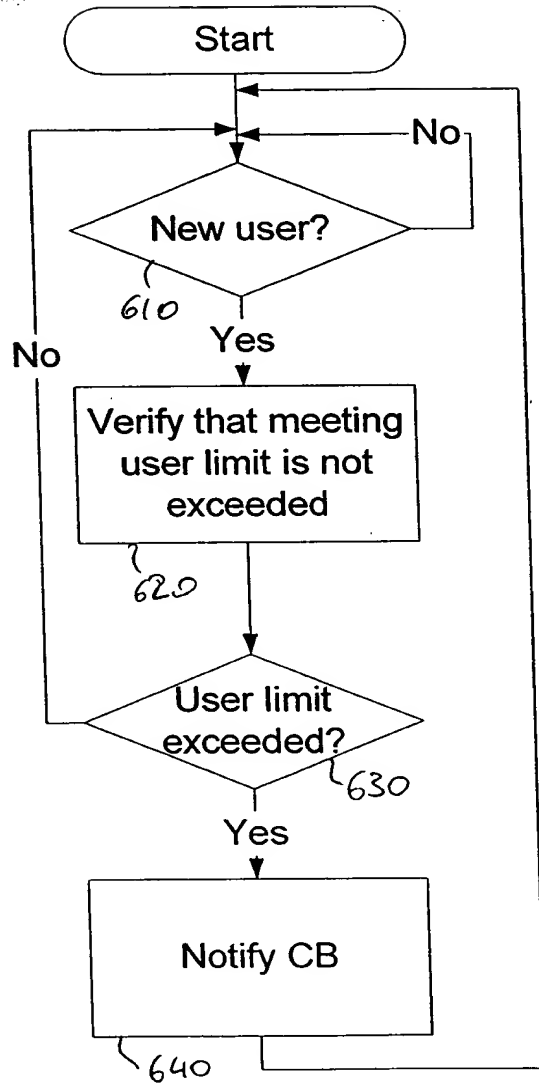 Start
No
New user?
610
Yes
No
Verify that meeting
user limit is not
exceeded
620
User limit
exceeded?
630
Yes
Notify CB
640